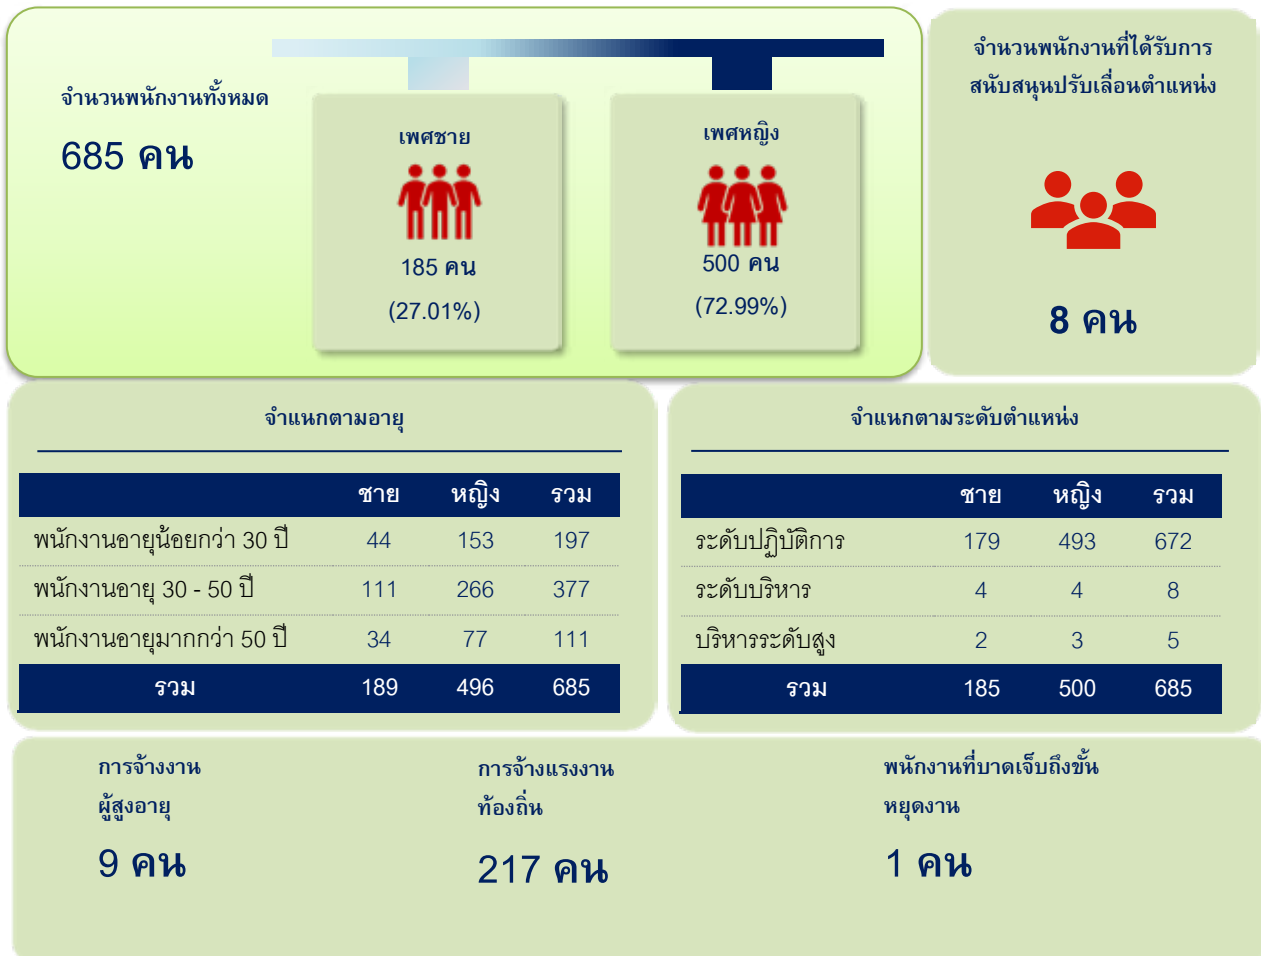 จำนวนพนักงานทั้งหมด
685 คน
เพศชาย
185 คน
(27.01%)
เพศหญิง
500 คน
(72.99%)
จำนวนพนักงานที่ได้รับการ
สนับสนุนปรับเลื่อนตำแหน่ง
8 คน
จำแนกตามอายุ
ชาย หญิง รวม
พนักงานอายุน้อยกว่า 30 ปี 44 153 197
พนักงานอายุ 30 - 50 ปี 111 266 377
พนักงานอายุมากกว่า 50 ปี 34 77 111
รวม 189 496 685
จำแนกตามระดับตำแหน่ง
ชาย หญิง รวม
ระดับปฏิบัติการ 179 493 672
ระดับบริหาร 4 4 8
บริหารระดับสูง 2 3 5
รวม 185 500 685
การจ้างงาน
ผู้สูงอายุ
9 คน
การจ้างแรงงาน
ท้องถิ่น
217 คน
พนักงานที่บาดเจ็บถึงขั้น
หยุดงาน
1 คน